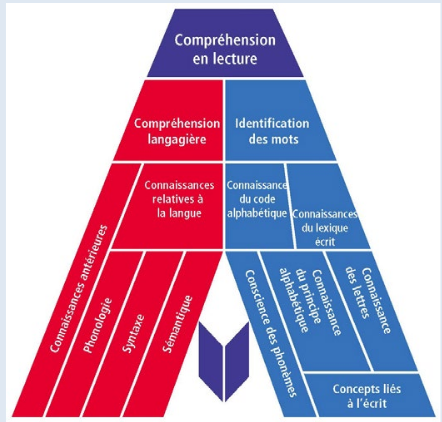 Compréhension
en lecture
Compréhension
langagière
Identification
des mots
Connaissances
relatives à
la langue
Connaissance
du code
alphabétique
Connaissances
du lexique
écrit
Connaissances antérieures
Phonologie
Syntaxe
Sémantique
Conscience des phonèmes
Connaissance
du principe
alphabétique
Connaissance
des lettres
Concepts liés
à l'écrit